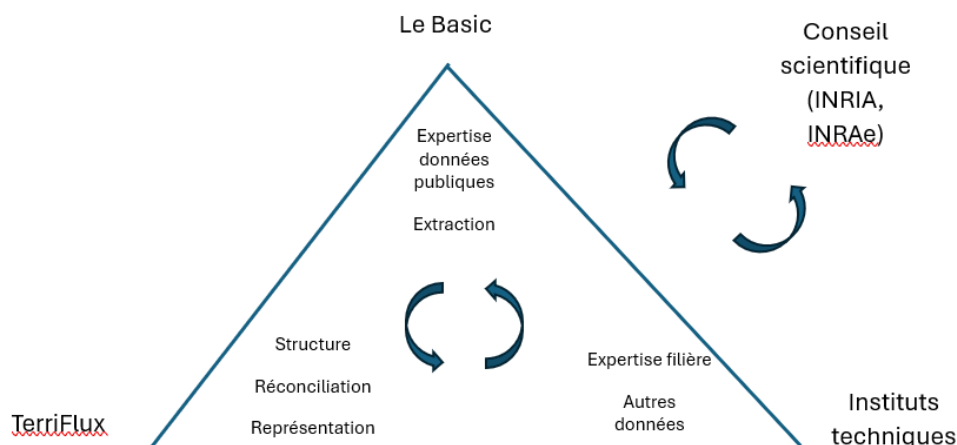 Le Basic
Conseil
scientifique
(INRIA,
INRAe)
Expertise
données
publiques
Extraction
Structure
Réconciliation
Représentation
Expertise filière
Autres
données
TerriFlux
Instituts
techniques